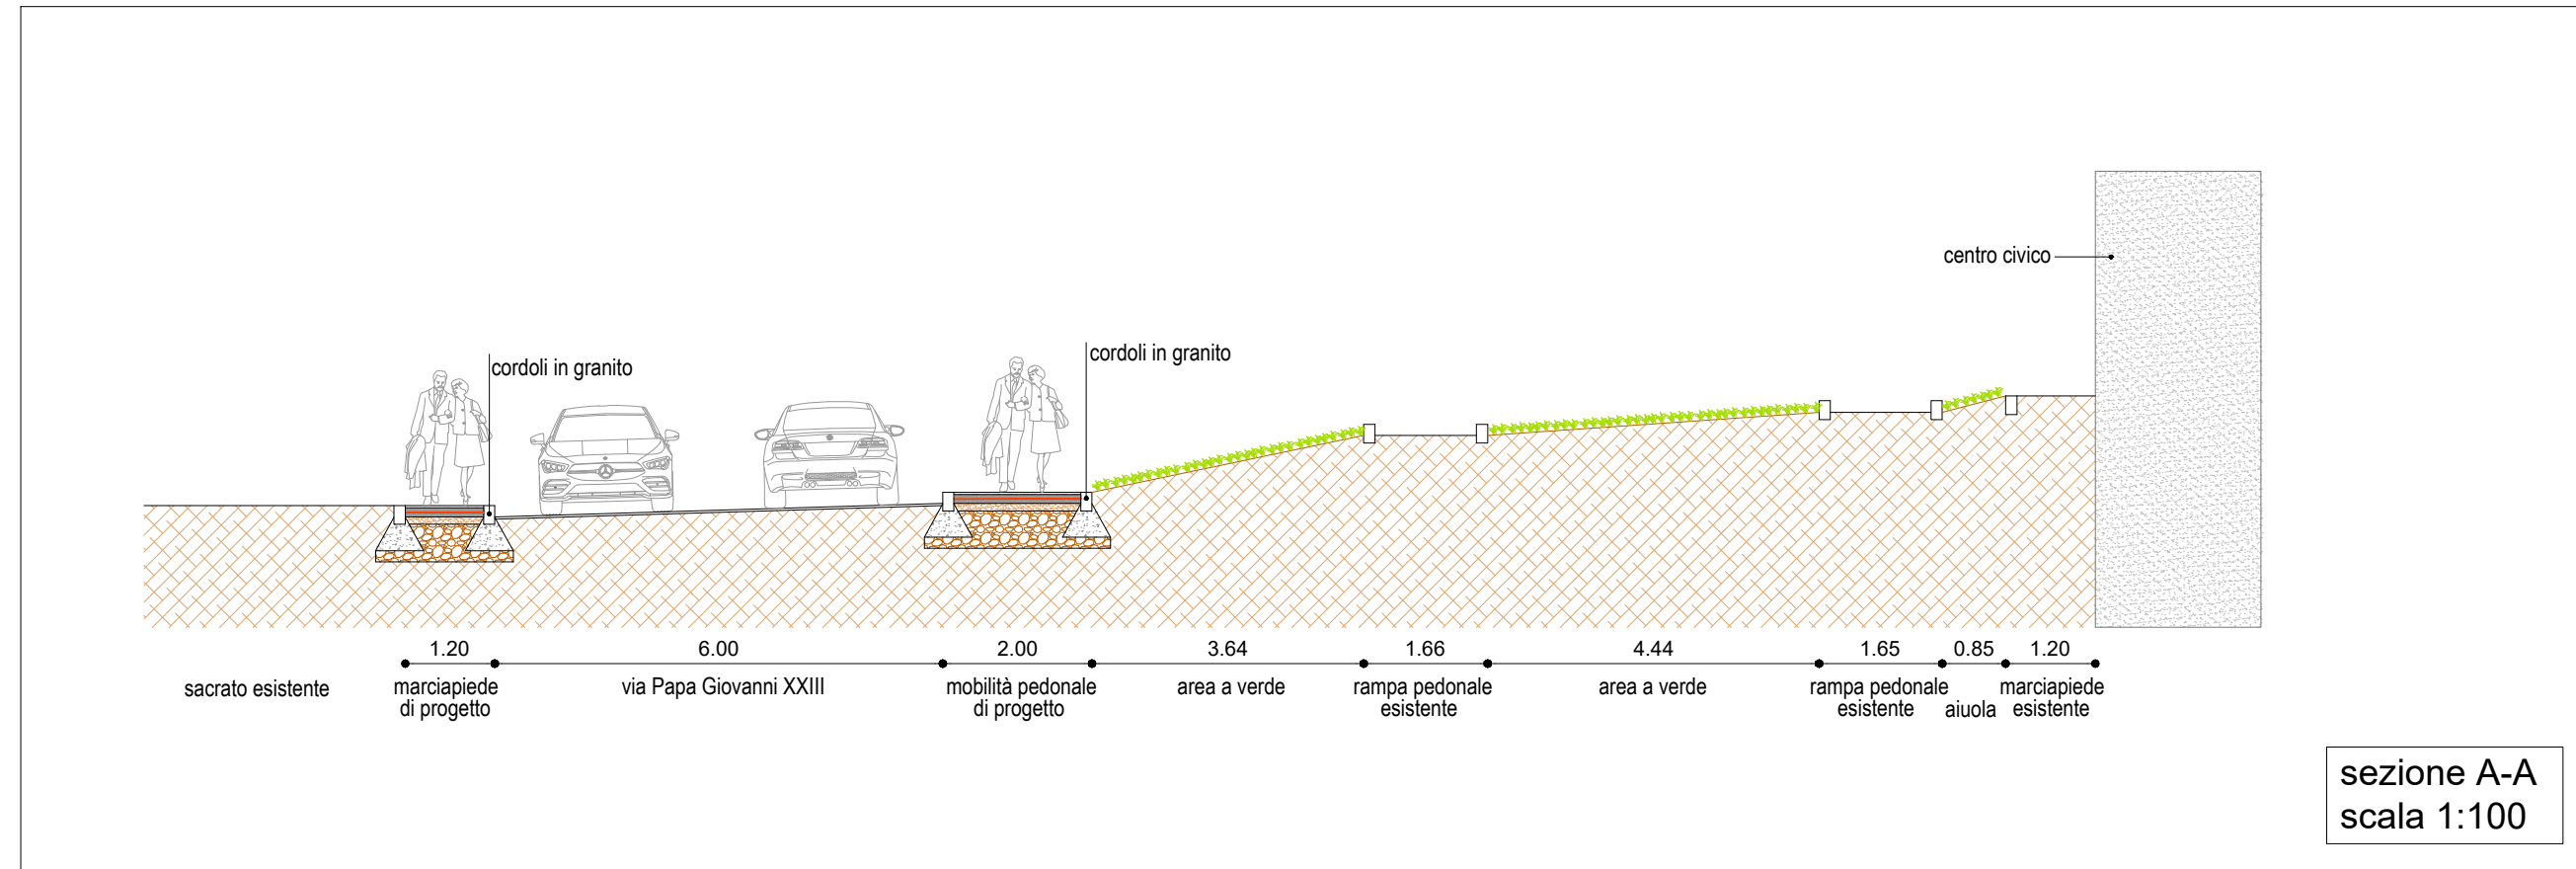 centro civico
cordoli in granito
cordoli in granito
1.20 6.00 2.00 3.64 1.66 4.44 1.65 0.85 1.20
sacrato esistente
marciapiede
di progetto
via Papa Giovanni XXIII
mobilità pedonale
di progetto
area a verde
rampa pedonale
esistente
area a verde
rampa pedonale
esistente
aiuola
marciapiede
esistente
sezione A-A
scala 1:100